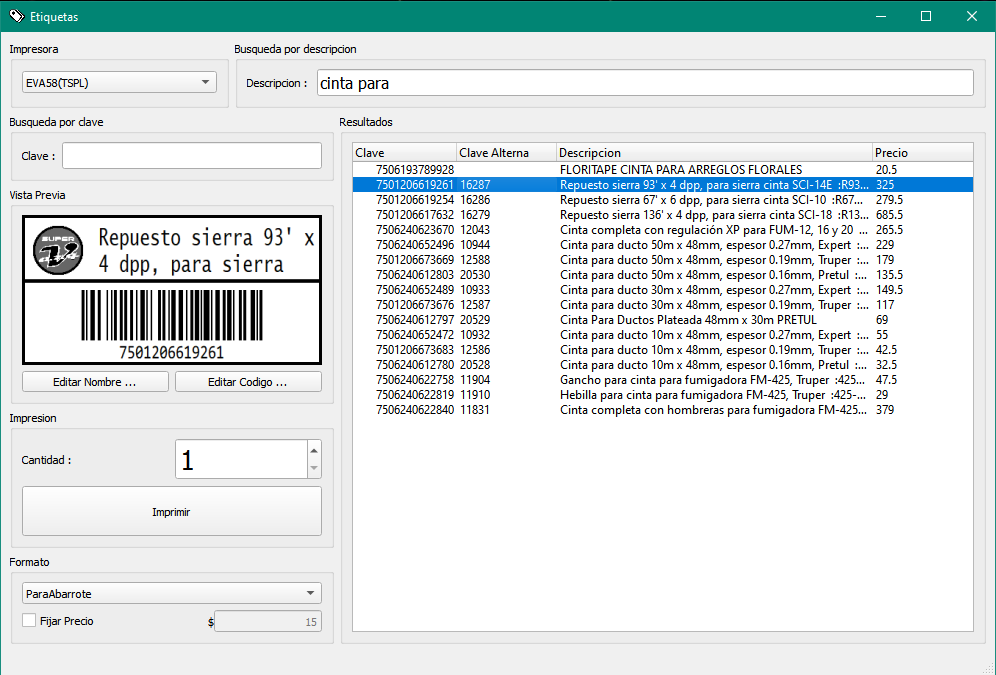 Etiquetas
Impresora
EVA58(TSPL)
Busqueda por descripcion
Descripcion : cinta para
Busqueda por clave
Clave :
Vista Previa
SUPER
Repuesto sierra 93' x
4 dpp, para sierra
7501206619261
Editar Nombre ...
Editar Codigo ...
Impresion
Cantidad : 1
Imprimir
Formato
ParaAbarrote
Fijar Precio $ 15
Resultados
Clave Clave Alterna Descripcion Precio
7506193789928 FLORITAPE CINTA PARA ARREGLOS FLORALES 20.5
7501206619261 16287 Repuesto sierra 93' x 4 dpp, para sierra cinta SCI-14E :R93... 325
7501206619254 16286 Repuesto sierra 67' x 6 dpp, para sierra cinta SCI-10 :R67... 279.5
7501206617632 16279 Repuesto sierra 136' x 4 dpp, para sierra cinta SCI-18 :R13... 685.5
7506240623670 12043 Cinta completa con regulación XP para FUM-12, 16 y 20 ... 265.5
7506240652496 10944 Cinta para ducto 50m x 48mm, espesor 0.27mm, Expert :... 229
7501206673669 12588 Cinta para ducto 50m x 48mm, espesor 0.19mm, Truper :... 179
7506240612803 20530 Cinta para ducto 50m x 48mm, espesor 0.16mm, Pretul :... 135.5
7506240652489 10933 Cinta para ducto 30m x 48mm, espesor 0.27mm, Expert :... 149.5
7501206673676 12587 Cinta para ducto 30m x 48mm, espesor 0.19mm, Truper :... 117
7506240612797 20529 Cinta Para Ductos Plateada 48mm x 30m PRETUL 69
7506240652472 10932 Cinta para ducto 10m x 48mm, espesor 0.27mm, Expert :... 55
7501206673683 12586 Cinta para ducto 10m x 48mm, espesor 0.19mm, Truper :... 42.5
7506240612780 20528 Cinta para ducto 10m x 48mm, espesor 0.16mm, Pretul :... 32.5
7506240622758 11904 Gancho para cinta para fumigadora FM-425, Truper :425... 47.5
7506240622819 11910 Hebilla para cinta para fumigadora FM-425, Truper :425-... 29
7506240622840 11831 Cinta completa con hombreras para fumigadora FM-425... 379